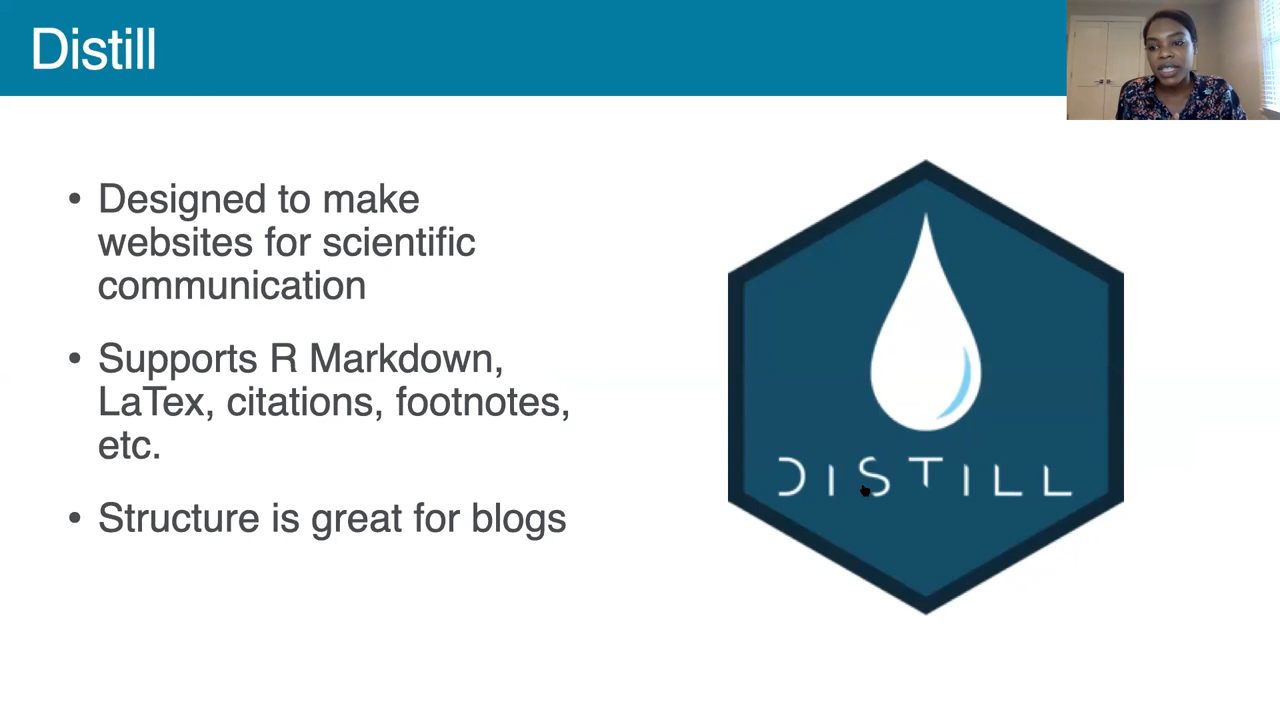 Distill
• Designed to make
websites for scientific
communication
• Supports R Markdown,
LaTex, citations, footnotes,
etc.
• Structure is great for blogs
DISTILL